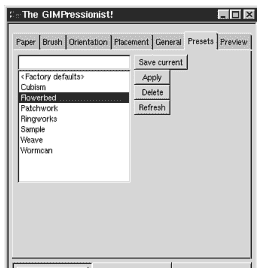 The GIMPressionist!
Paper Brush Orientation Placement General Presets Preview
Save current
<Factory defaults> Apply
Cubism
Flowerbed Delete
Patchwork Refresh
Ringworks
Sample
Weave
Wormcan